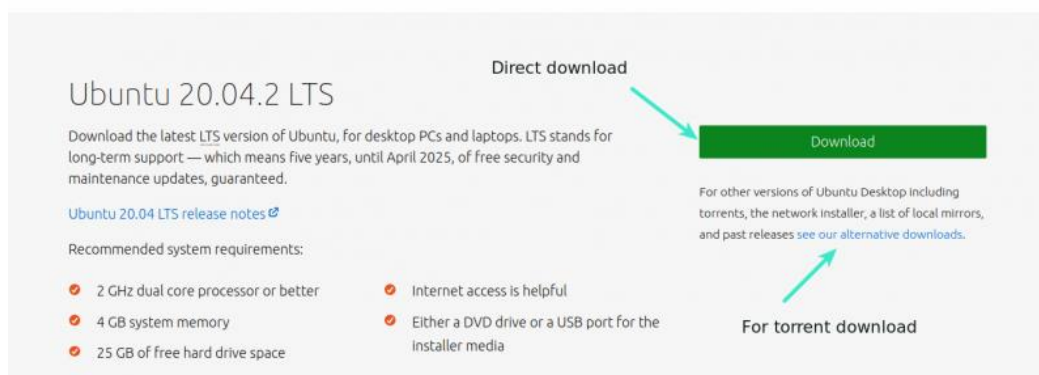 Direct download
Ubuntu 20.04.2 LTS
Download the latest LTS version of Ubuntu, for desktop PCs and laptops. LTS stands for
long-term support — which means five years, until April 2025, of free security and
maintenance updates, guaranteed.
Ubuntu 20.04 LTS release notes
Recommended system requirements:
2 GHz dual core processor or better
4 GB system memory
25 GB of free hard drive space
Internet access is helpful
Either a DVD drive or a USB port for the
installer media
Download
For other versions of Ubuntu Desktop including
torrents, the network installer, a list of local mirrors,
and past releases see our alternative downloads.
For torrent download